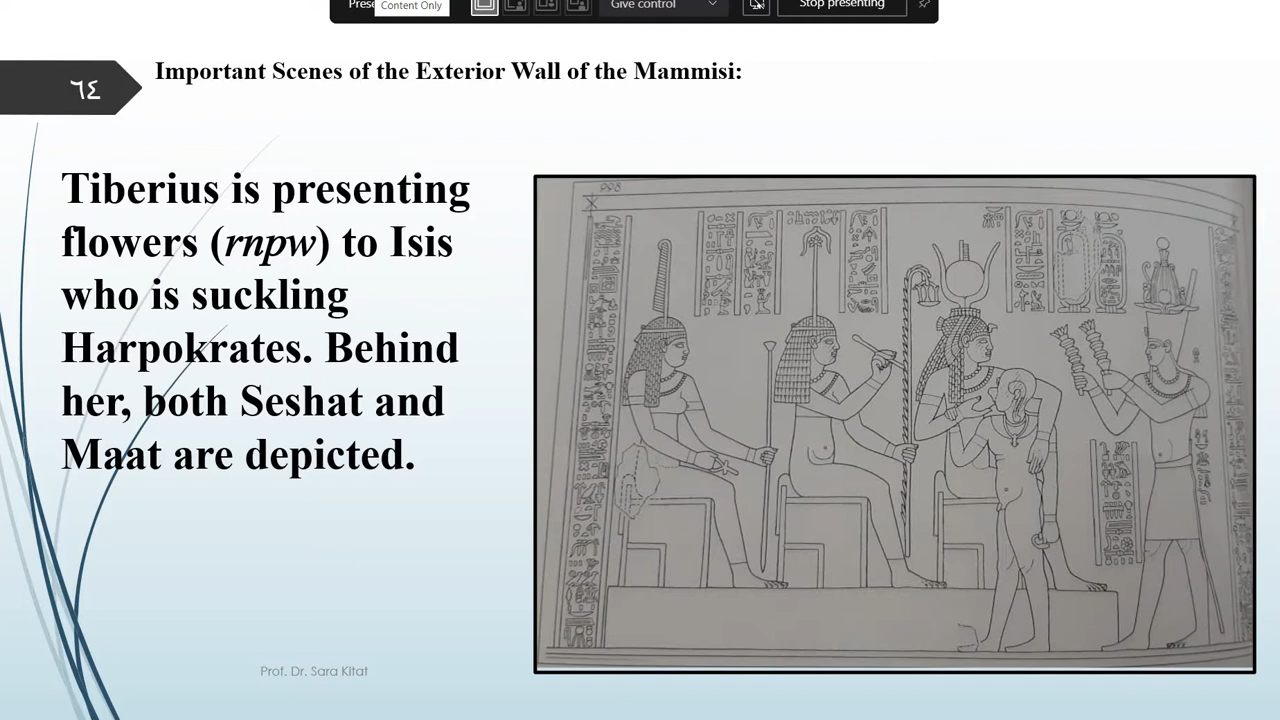 Content Only
Give control
Stop presenting
٦٤
Important Scenes of the Exterior Wall of the Mammisi:
Tiberius is presenting
flowers (rnpw) to Isis
who is suckling
Harpokrates. Behind
her, both Seshat and
Maat are depicted.
Prof. Dr. Sara Kitat